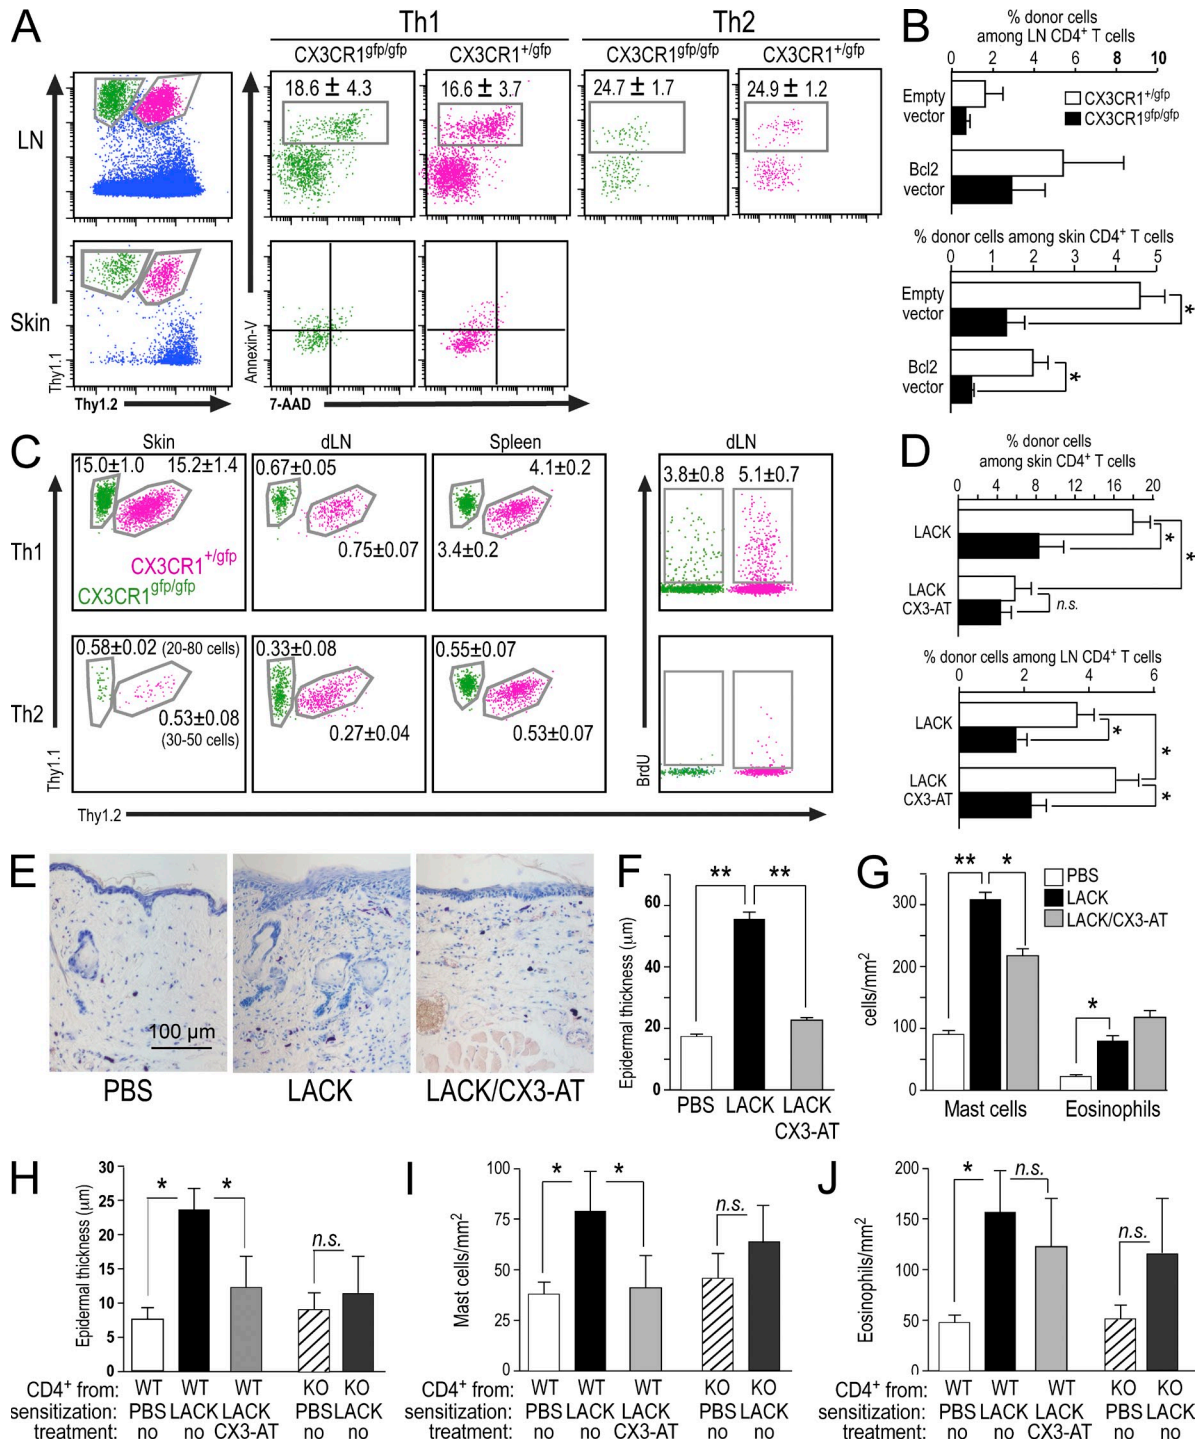 A
Th1
Th2
CX3CR1gfp/gfp
CX3CR1+/gfp
CX3CR1gfp/gfp
CX3CR1+/gfp
LN
18.6 ± 4.3
16.6 ± 3.7
24.7 ± 1.7
24.9 ± 1.2
Skin
Thy1.1
Thy1.2
Annexin-V
7-AAD
B
% donor cells
among LN CD4+ T cells
0 2 4 6 8 10
Empty
vector
CX3CR1+/gfp
CX3CR1gfp/gfp
Bcl2
vector
% donor cells among skin CD4+ T cells
0 1 2 3 4 5
Empty
vector
*
Bcl2
vector
*
C
Skin
dLN
Spleen
dLN
Th1
15.0±1.0
15.2±1.4
CX3CR1+/gfp
CX3CR1gfp/gfp
0.67±0.05
0.75±0.07
4.1±0.2
3.4±0.2
3.8±0.8
5.1±0.7
Th2
0.58±0.02 (20-80 cells)
0.53±0.08
(30-50 cells)
0.33±0.08
0.27±0.04
0.55±0.07
0.53±0.07
Thy1.1
Thy1.2
BrdU
D
% donor cells
among skin CD4+ T cells
0 4 8 12 16 20
LACK
*
*
LACK
CX3-AT
n.s.
% donor cells among LN CD4+ T cells
0 2 4 6
LACK
*
*
LACK
CX3-AT
*
E
100 µm
PBS
LACK
LACK/CX3-AT
F
Epidermal thickness (µm)
60
40
20
0
**
**
PBS
LACK
LACK
CX3-AT
G
cells/mm2
300
200
100
0
**
*
*
PBS
LACK
LACK/CX3-AT
Mast cells
Eosinophils
H
Epidermal thickness (µm)
30
25
20
15
10
5
0
*
*
n.s.
CD4+ from: WT WT WT KO KO
sensitization: PBS LACK LACK PBS LACK
treatment: no no CX3-AT no no
I
Mast cells/mm2
100
75
50
25
0
*
*
n.s.
CD4+ from: WT WT WT KO KO
sensitization: PBS LACK LACK PBS LACK
treatment: no no CX3-AT no no
J
Eosinophils/mm2
200
150
100
50
0
*
n.s.
n.s.
CD4+ from: WT WT WT KO KO
sensitization: PBS LACK LACK PBS LACK
treatment: no no CX3-AT no no